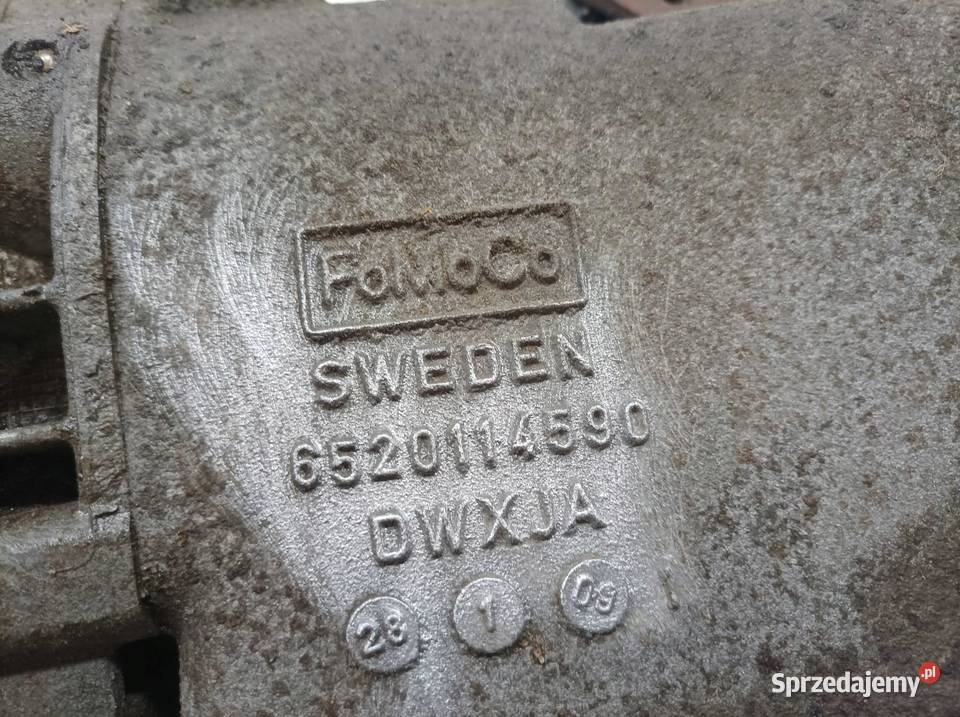 FoMoCo
SWEDEN
6520114590
DWXJA
28 1 09
Sprzedajemy.pl